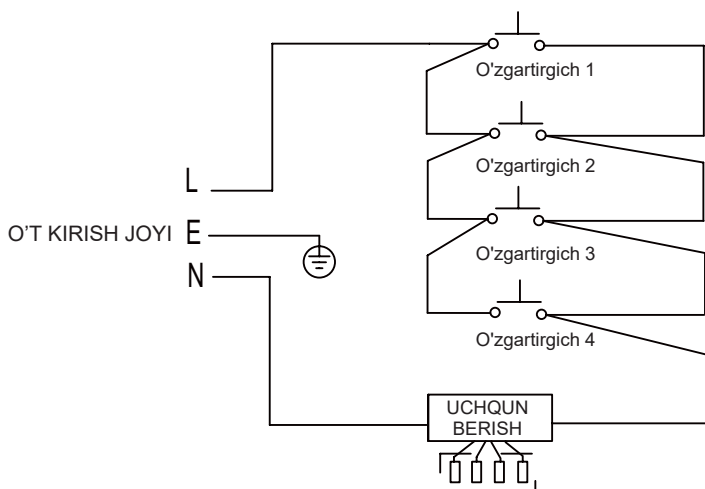 O'zgartirgich 1
O'zgartirgich 2
L
O’T KIRISH JOYI E
O'zgartirgich 3
N
O'zgartirgich 4
UCHQUN
BERISH